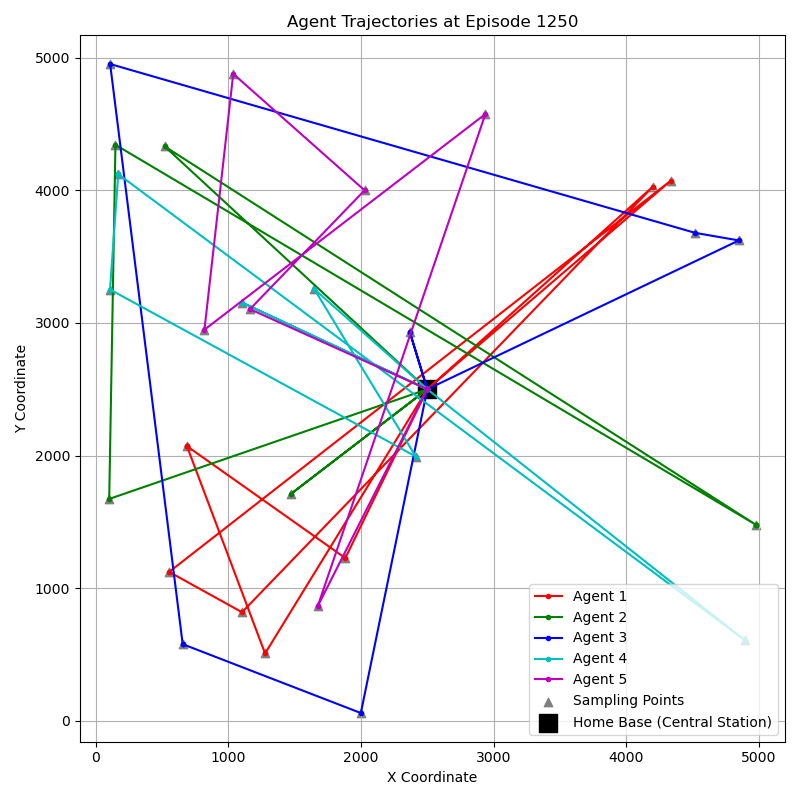 Agent Trajectories at Episode 1250
Y Coordinate
5000
4000
3000
2000
1000
0
0 1000 2000 3000 4000 5000
X Coordinate
Agent 1
Agent 2
Agent 3
Agent 4
Agent 5
Sampling Points
Home Base (Central Station)